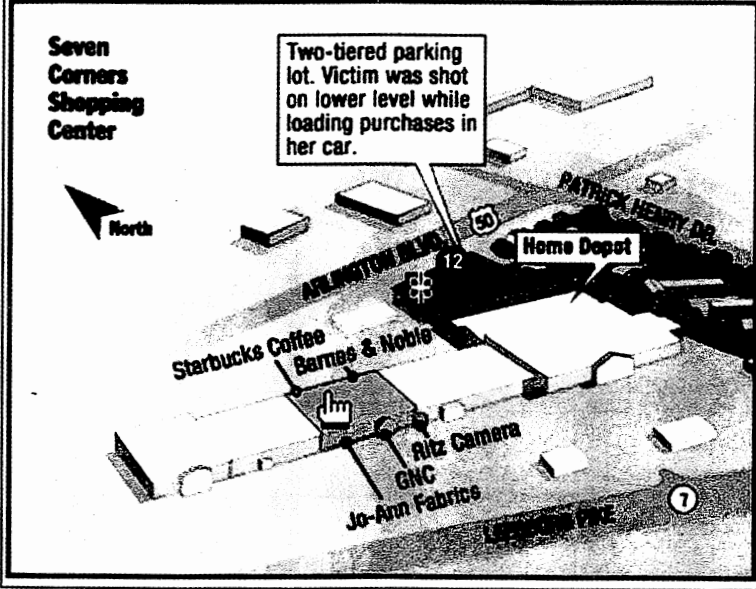 Seven
Corners
Shopping
Center
Two-tiered parking
lot. Victim was shot
on lower level while
loading purchases in
her car.
North
PATRICK HENRY DR.
50
ARLINGTON BLVD.
12
Home Depot
Starbucks Coffee
Barnes & Noble
Ritz Camera
GNC
Jo-Ann Fabrics
7
PIKE